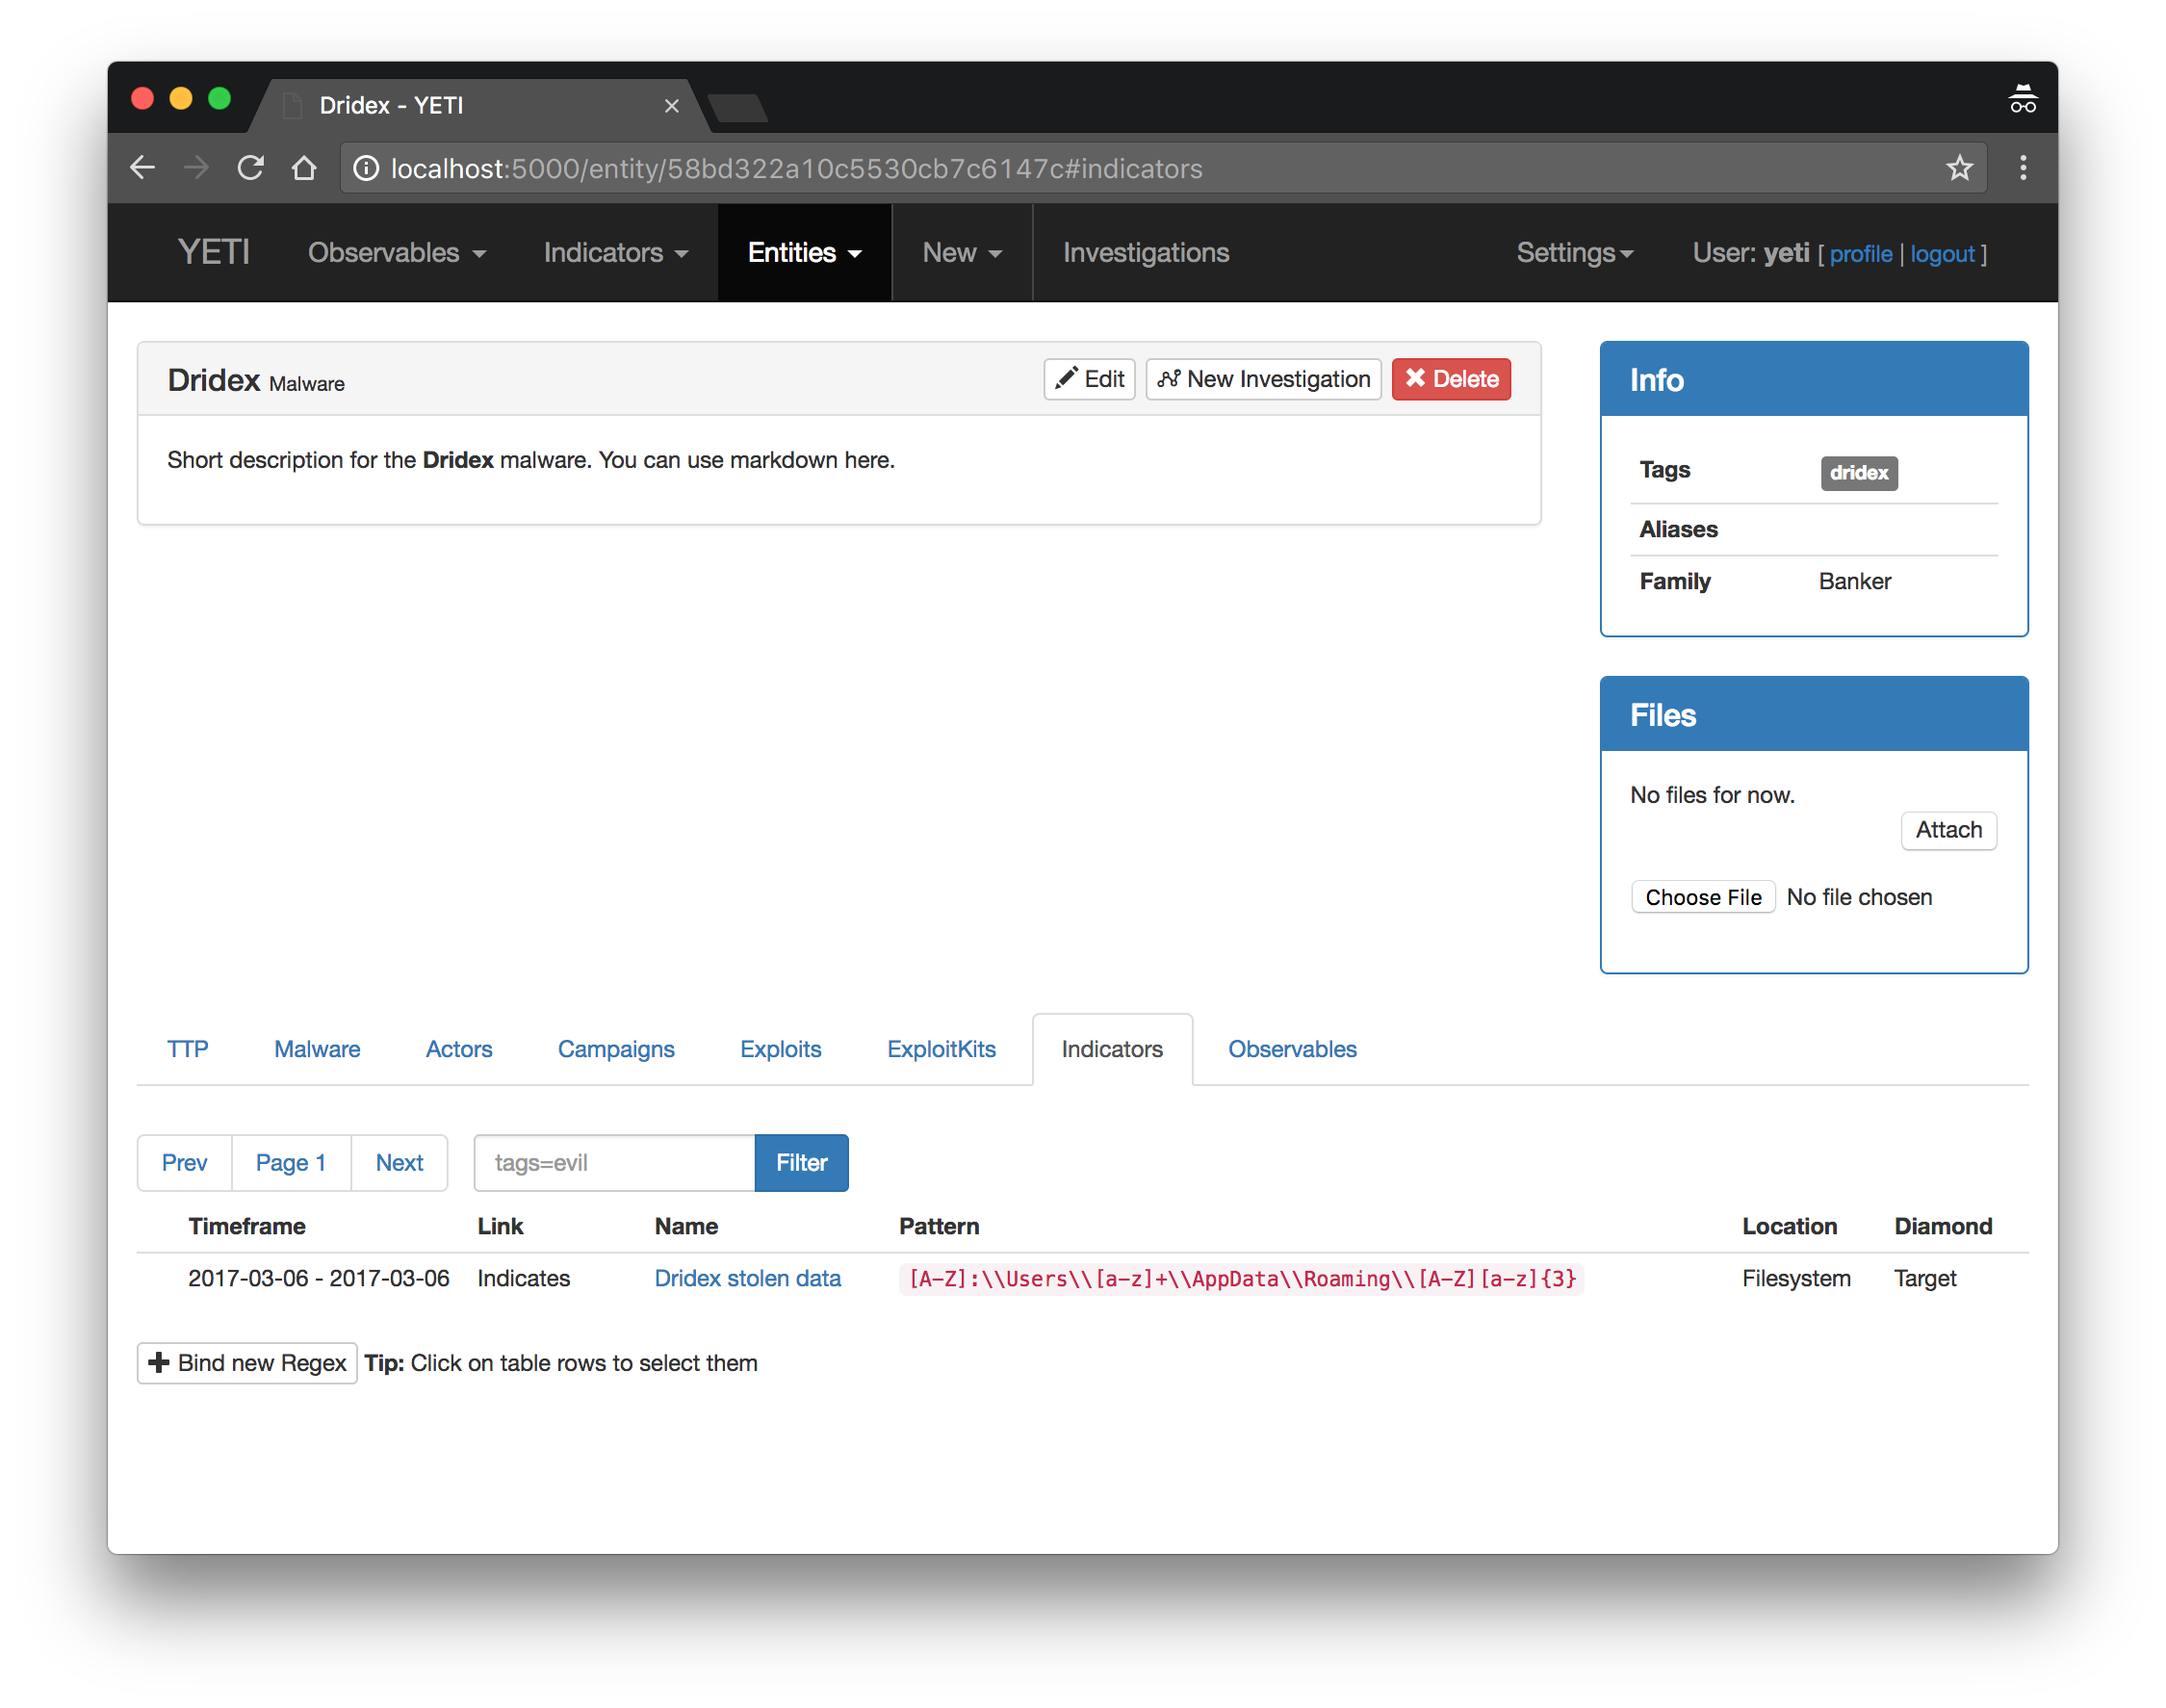 Dridex - YETI
localhost:5000/entity/58bd322a10c5530cb7c6147c#indicators
YETI Observables Indicators Entities New Investigations Settings User: yeti [ profile | logout ]
Dridex Malware Edit New Investigation Delete
Short description for the Dridex malware. You can use markdown here.
Info
Tags dridex
Aliases
Family Banker
Files
No files for now.
Attach
Choose File No file chosen
TTP Malware Actors Campaigns Exploits ExploitKits Indicators Observables
Prev Page 1 Next tags=evil Filter
Timeframe Link Name Pattern Location Diamond
2017-03-06 - 2017-03-06 Indicates Dridex stolen data [A-Z]:\\Users\\[a-z]+\\AppData\\Roaming\\[A-Z][a-z]{3} Filesystem Target
Bind new Regex Tip: Click on table rows to select them